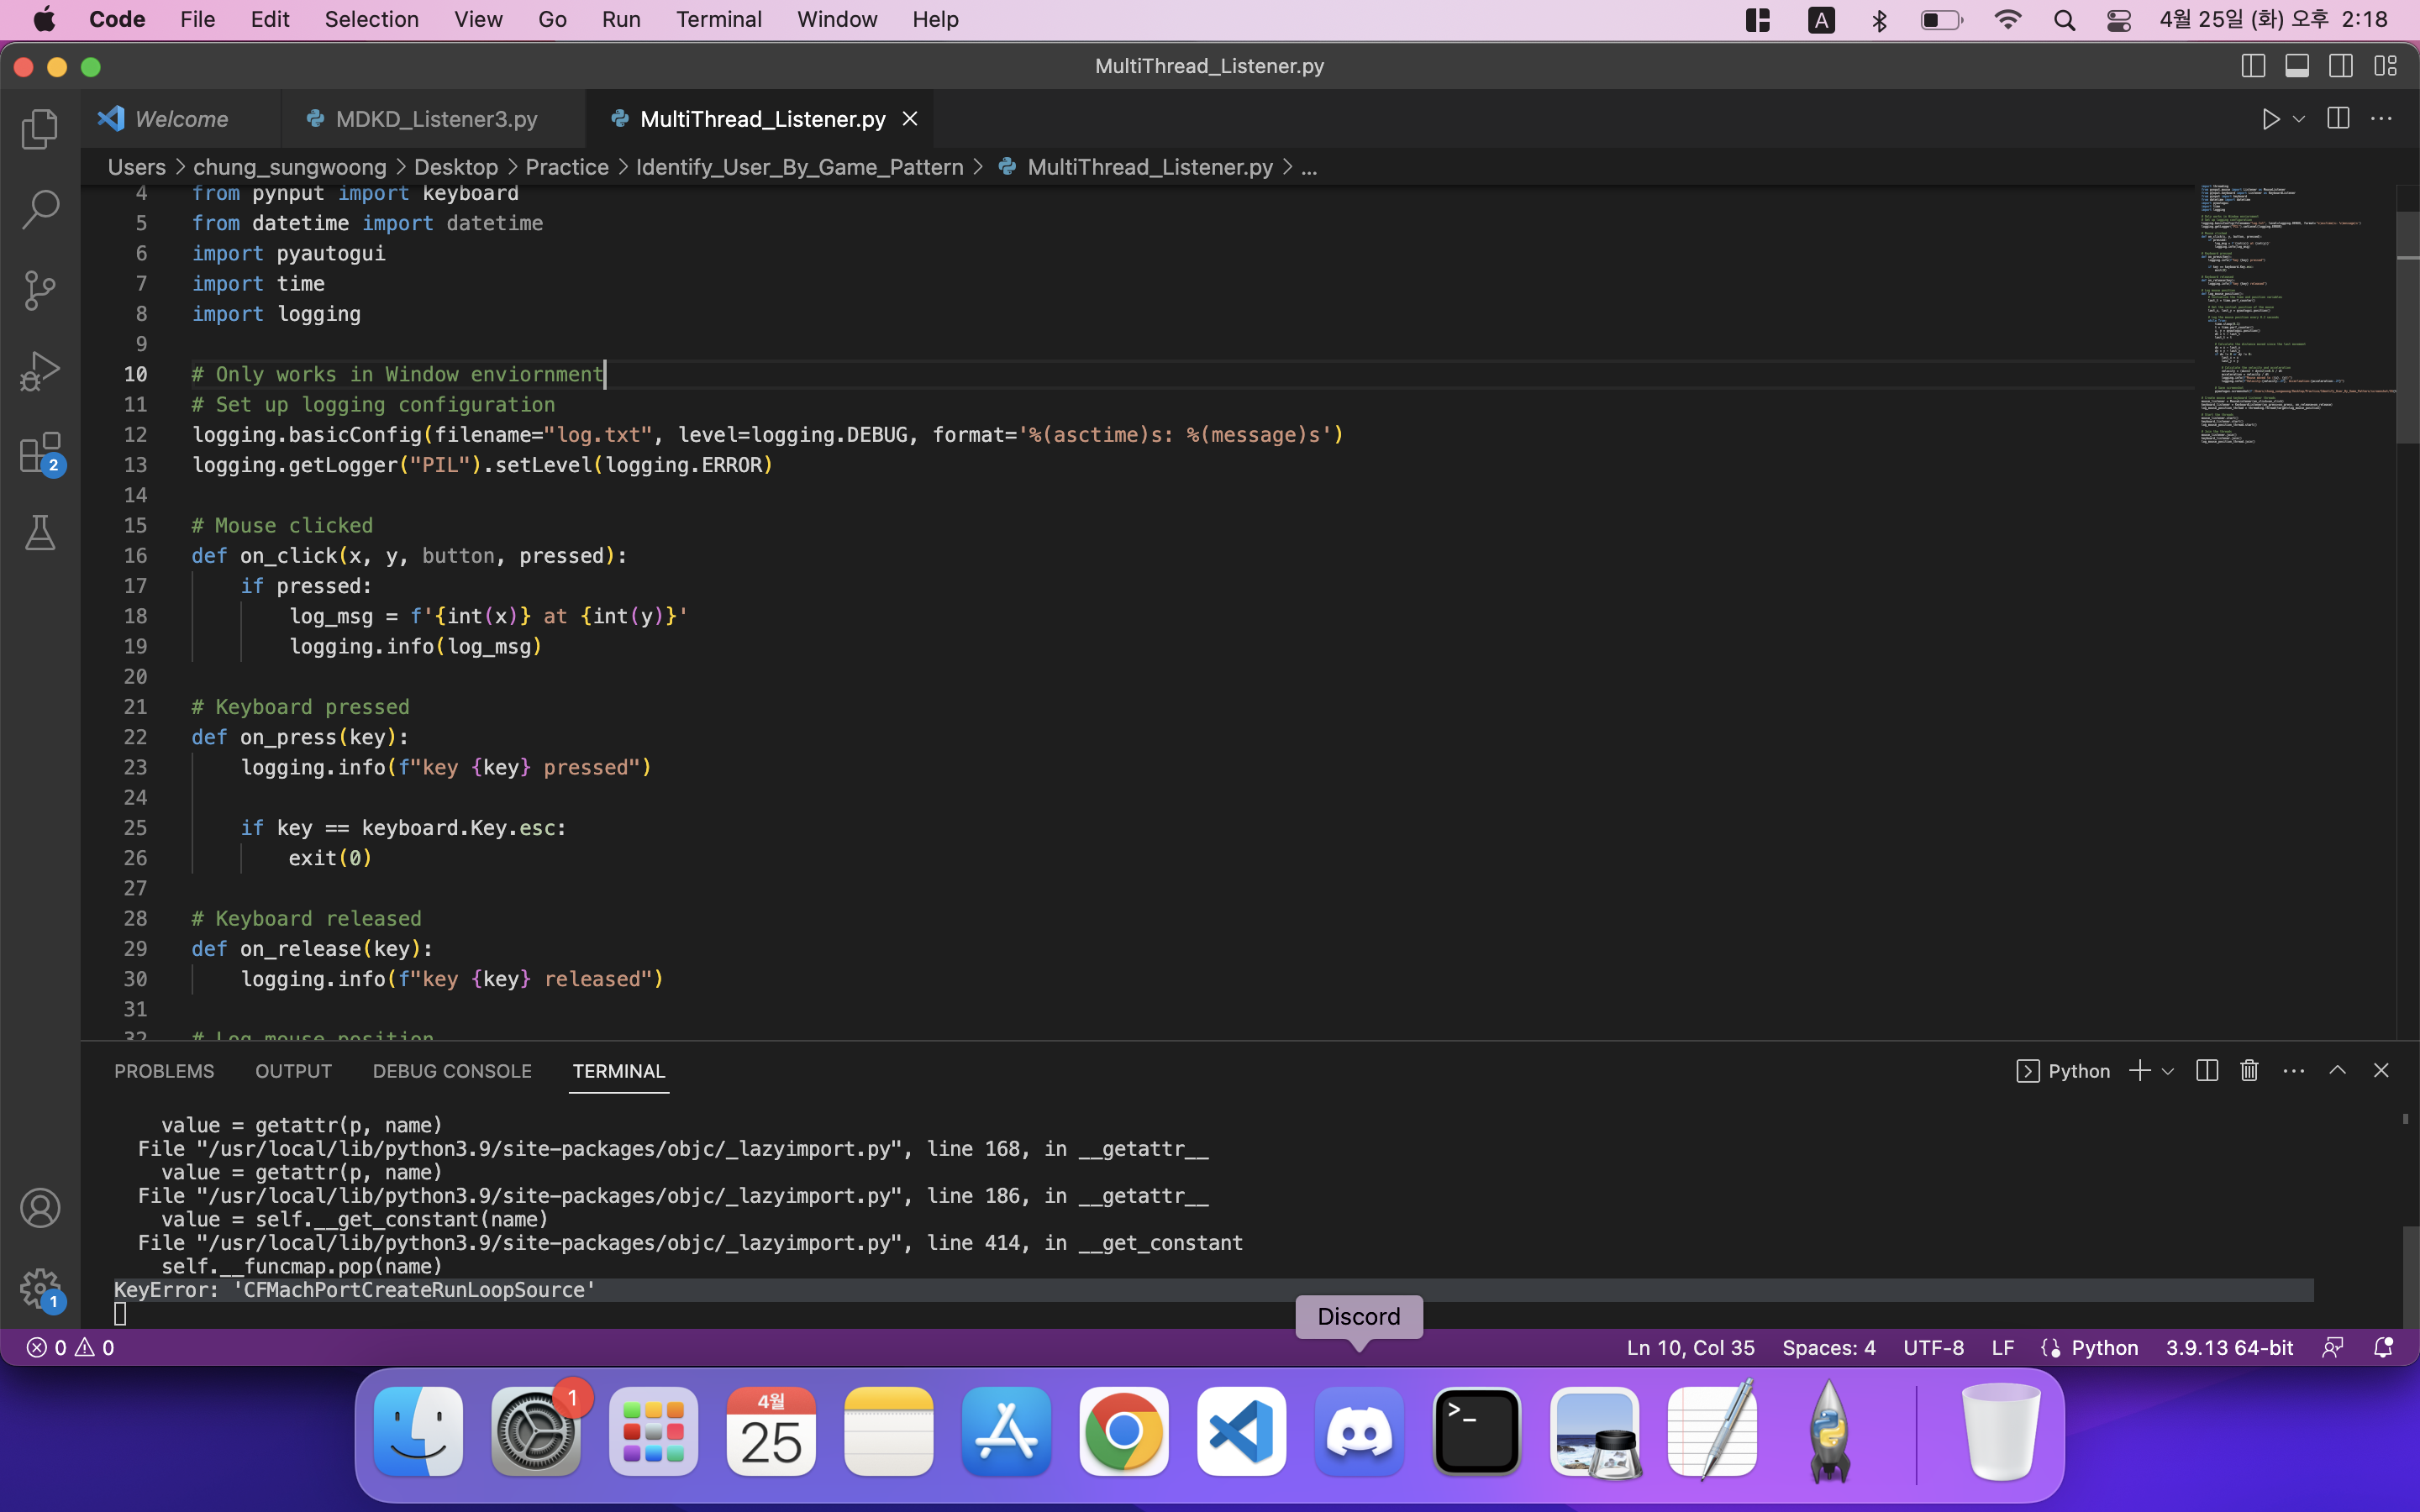 Code File Edit Selection View Go Run Terminal Window Help A 4월 25일 (화) 오후 2:18
MultiThread_Listener.py
Welcome MDKD_Listener3.py MultiThread_Listener.py
Users > chung_sungwoong > Desktop > Practice > Identify_User_By_Game_Pattern > MultiThread_Listener.py > ...
4 from pynput import keyboard
5 from datetime import datetime
6 import pyautogui
7 import time
8 import logging
9
10 # Only works in Window enviornment
11 # Set up logging configuration
12 logging.basicConfig(filename="log.txt", level=logging.DEBUG, format='%(asctime)s: %(message)s')
13 logging.getLogger("PIL").setLevel(logging.ERROR)
14
15 # Mouse clicked
16 def on_click(x, y, button, pressed):
17 if pressed:
18 log_msg = f'{int(x)} at {int(y)}'
19 logging.info(log_msg)
20
21 # Keyboard pressed
22 def on_press(key):
23 logging.info(f"key {key} pressed")
24
25 if key == keyboard.Key.esc:
26 exit(0)
27
28 # Keyboard released
29 def on_release(key):
30 logging.info(f"key {key} released")
31
32 # Log mouse position
2
PROBLEMS OUTPUT DEBUG CONSOLE TERMINAL Python
value = getattr(p, name)
File "/usr/local/lib/python3.9/site-packages/objc/_lazyimport.py", line 168, in __getattr__
value = getattr(p, name)
File "/usr/local/lib/python3.9/site-packages/objc/_lazyimport.py", line 186, in __getattr__
value = self.__get_constant(name)
File "/usr/local/lib/python3.9/site-packages/objc/_lazyimport.py", line 414, in __get_constant
self.__funcmap.pop(name)
KeyError: 'CFMachPortCreateRunLoopSource'
1
Discord
0 0 Ln 10, Col 35 Spaces: 4 UTF-8 LF Python 3.9.13 64-bit
1
4월
25